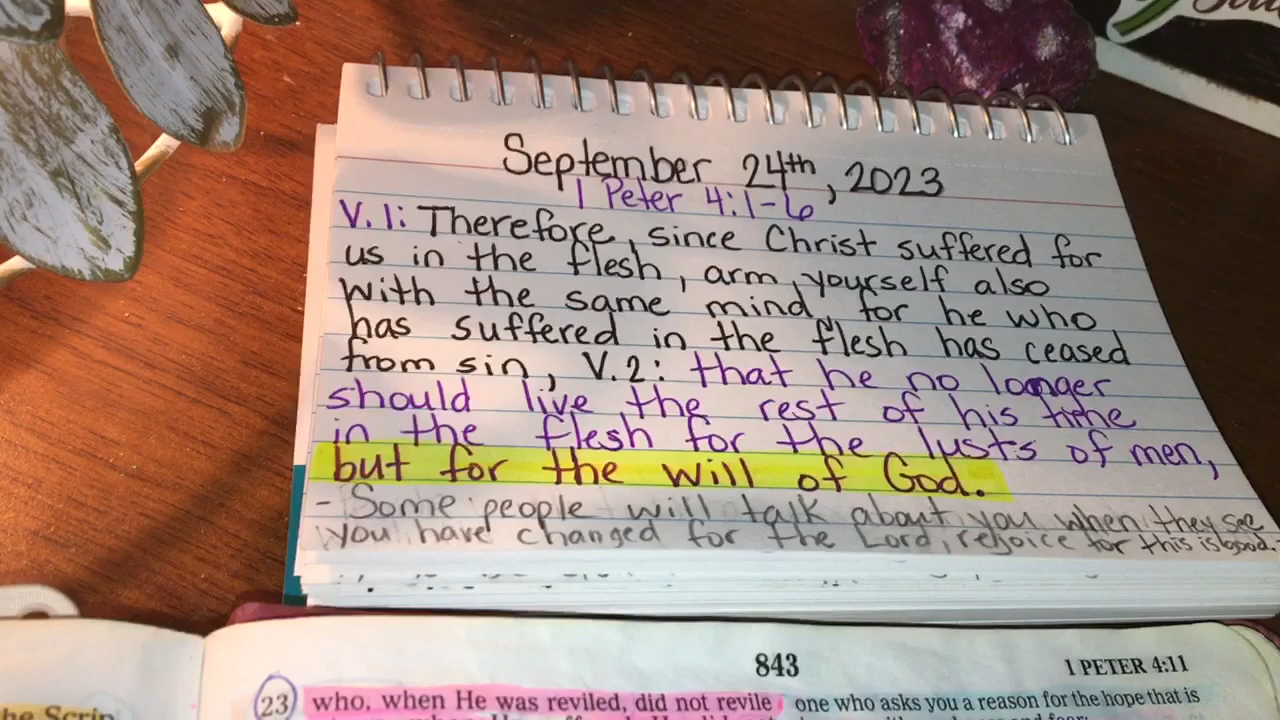 September 24th, 2023
1 Peter 4:1-6
V.1: Therefore, since Christ suffered for
us in the flesh, arm yourself also
with the same mind, for he who
has suffered in the flesh has ceased
from sin, V.2: that he no longer
should live the rest of his time
in the flesh for the lusts of men,
but for the will of God.
- Some people will talk about you when they see
you have changed for the Lord, rejoice for this is good.
843
1 PETER 4:11
23 who, when He was reviled, did not revile
one who asks you a reason for the hope that is
he Scrip